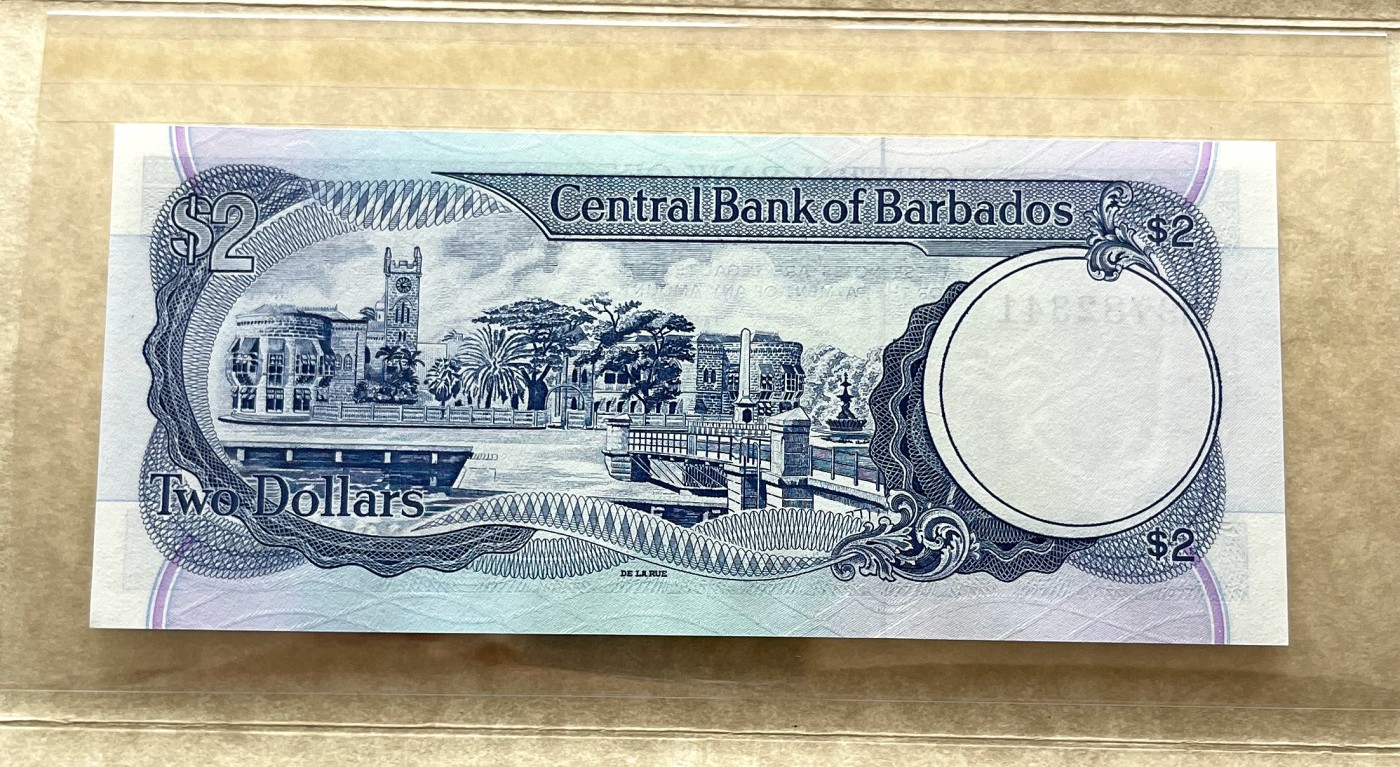 $2
Central Bank of Barbados
$2
Two Dollars
$2
DE LA RUE